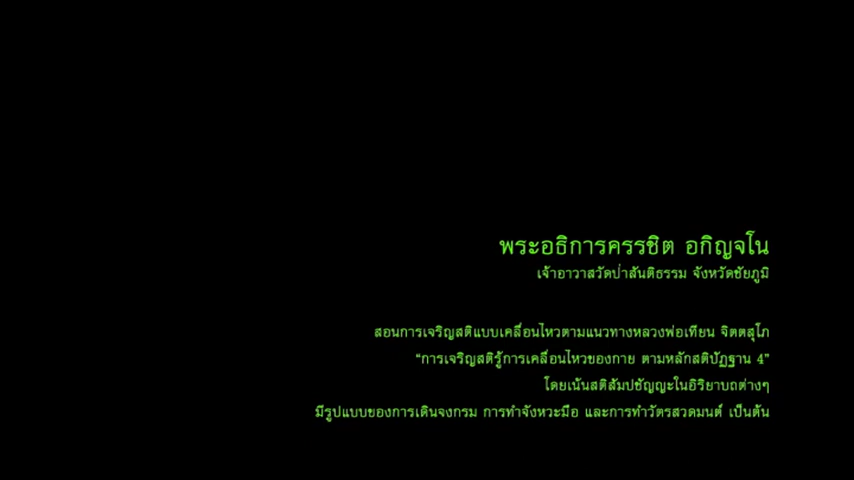 พระอธิการครรชิต อกิญจโน
เจ้าอาวาสวัดป่าสันติธรรม จังหวัดชัยภูมิ
สอนการเจริญสติแบบเคลื่อนไหวตามแนวทางหลวงพ่อเทียน จิตตสุโภ
“การเจริญสติรู้การเคลื่อนไหวของกาย ตามหลักสติปัฏฐาน 4”
โดยเน้นสติสัมปชัญญะในอิริยาบถต่างๆ
มีรูปแบบของการเดินจงกรม การทำจังหวะมือ และการทำวัตรสวดมนต์ เป็นต้น